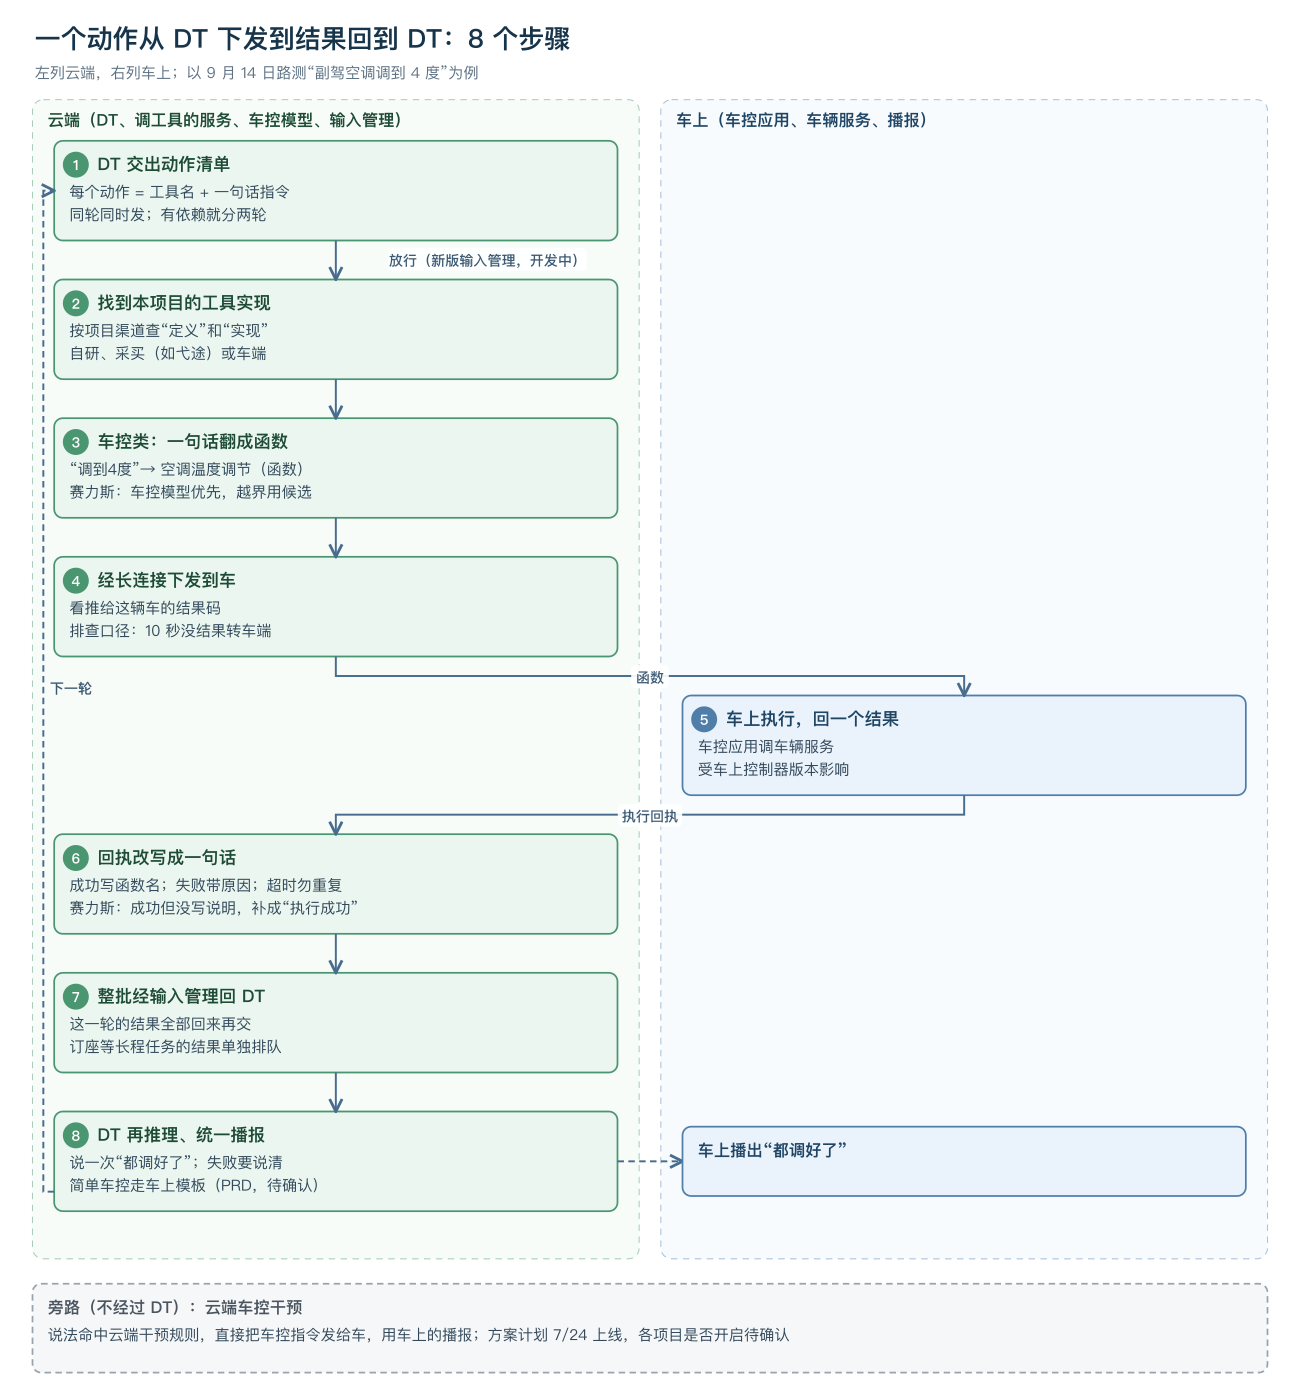 一个动作从 DT 下发到结果回到 DT：8 个步骤
左列云端，右列车上；以 9 月 14 日路测“副驾空调调到 4 度”为例
云端（DT、调工具的服务、车控模型、输入管理）
车上（车控应用、车辆服务、播报）
1 DT 交出动作清单
每个动作 = 工具名 + 一句话指令
同轮同时发；有依赖就分两轮
放行（新版输入管理，开发中）
2 找到本项目的工具实现
按项目渠道查“定义”和“实现”
自研、采买（如弋途）或车端
3 车控类：一句话翻成函数
“调到4度”→ 空调温度调节（函数）
赛力斯：车控模型优先，越界用候选
4 经长连接下发到车
看推给这辆车的结果码
排查口径：10 秒没结果转车端
函数
下一轮
5 车上执行，回一个结果
车控应用调车辆服务
受车上控制器版本影响
执行回执
6 回执改写成一句话
成功写函数名；失败带原因；超时勿重复
赛力斯：成功但没写说明，补成“执行成功”
7 整批经输入管理回 DT
这一轮的结果全部回来再交
订座等长程任务的结果单独排队
8 DT 再推理、统一播报
说一次“都调好了”；失败要说清
简单车控走车上模板（PRD，待确认）
车上播出“都调好了”
旁路（不经过 DT）：云端车控干预
说法命中云端干预规则，直接把车控指令发给车，用车上的播报；方案计划 7/24 上线，各项目是否开启待确认